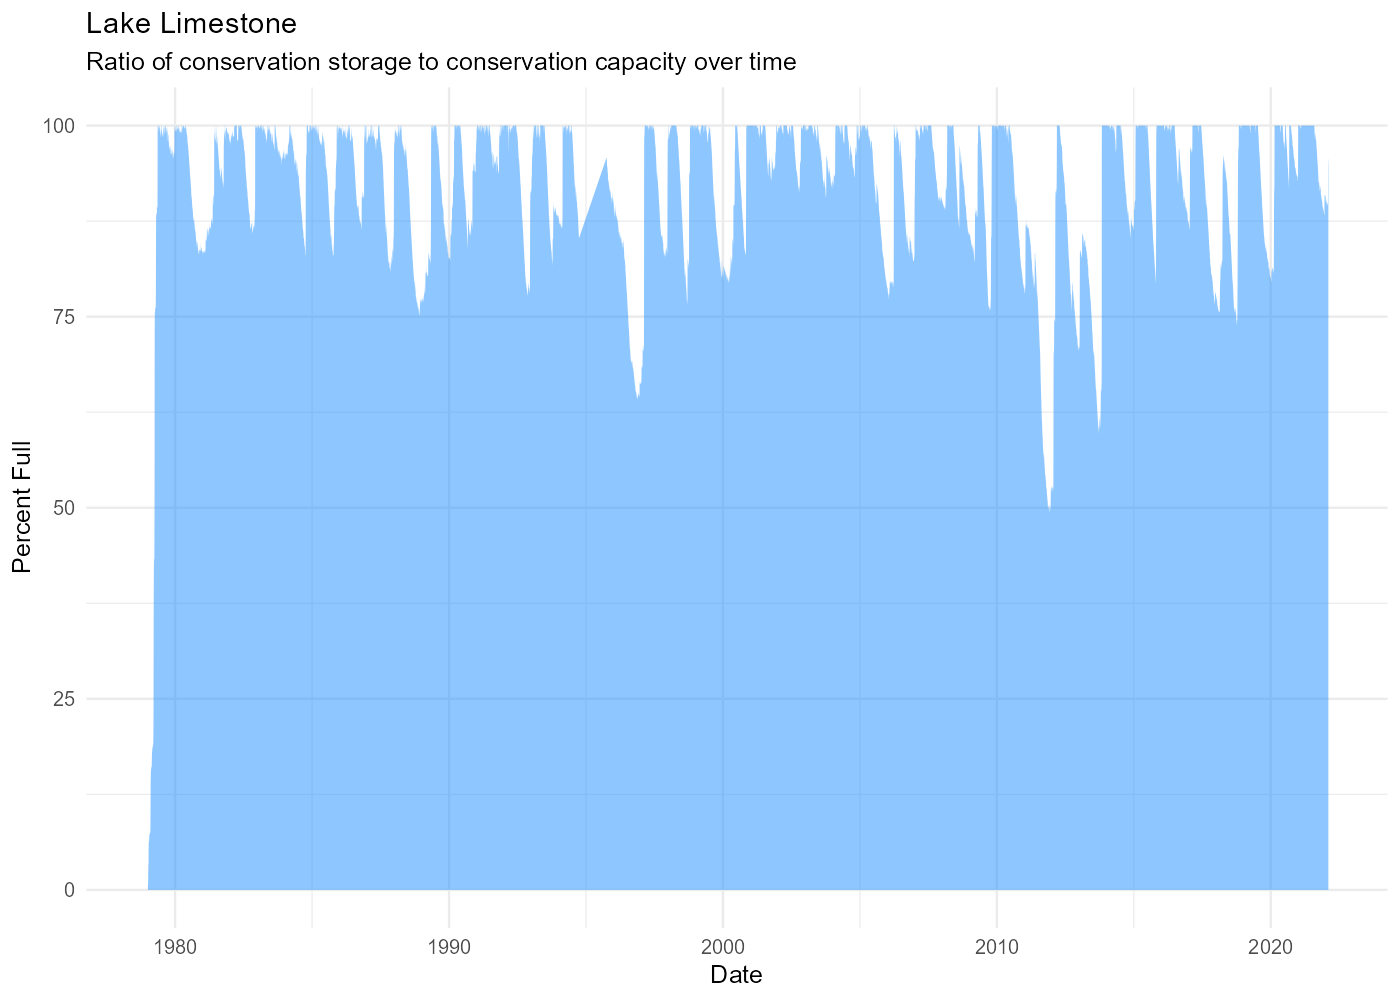 Lake Limestone
Ratio of conservation storage to conservation capacity over time
100
75
50
25
0
Percent Full
1980 1990 2000 2010 2020
Date